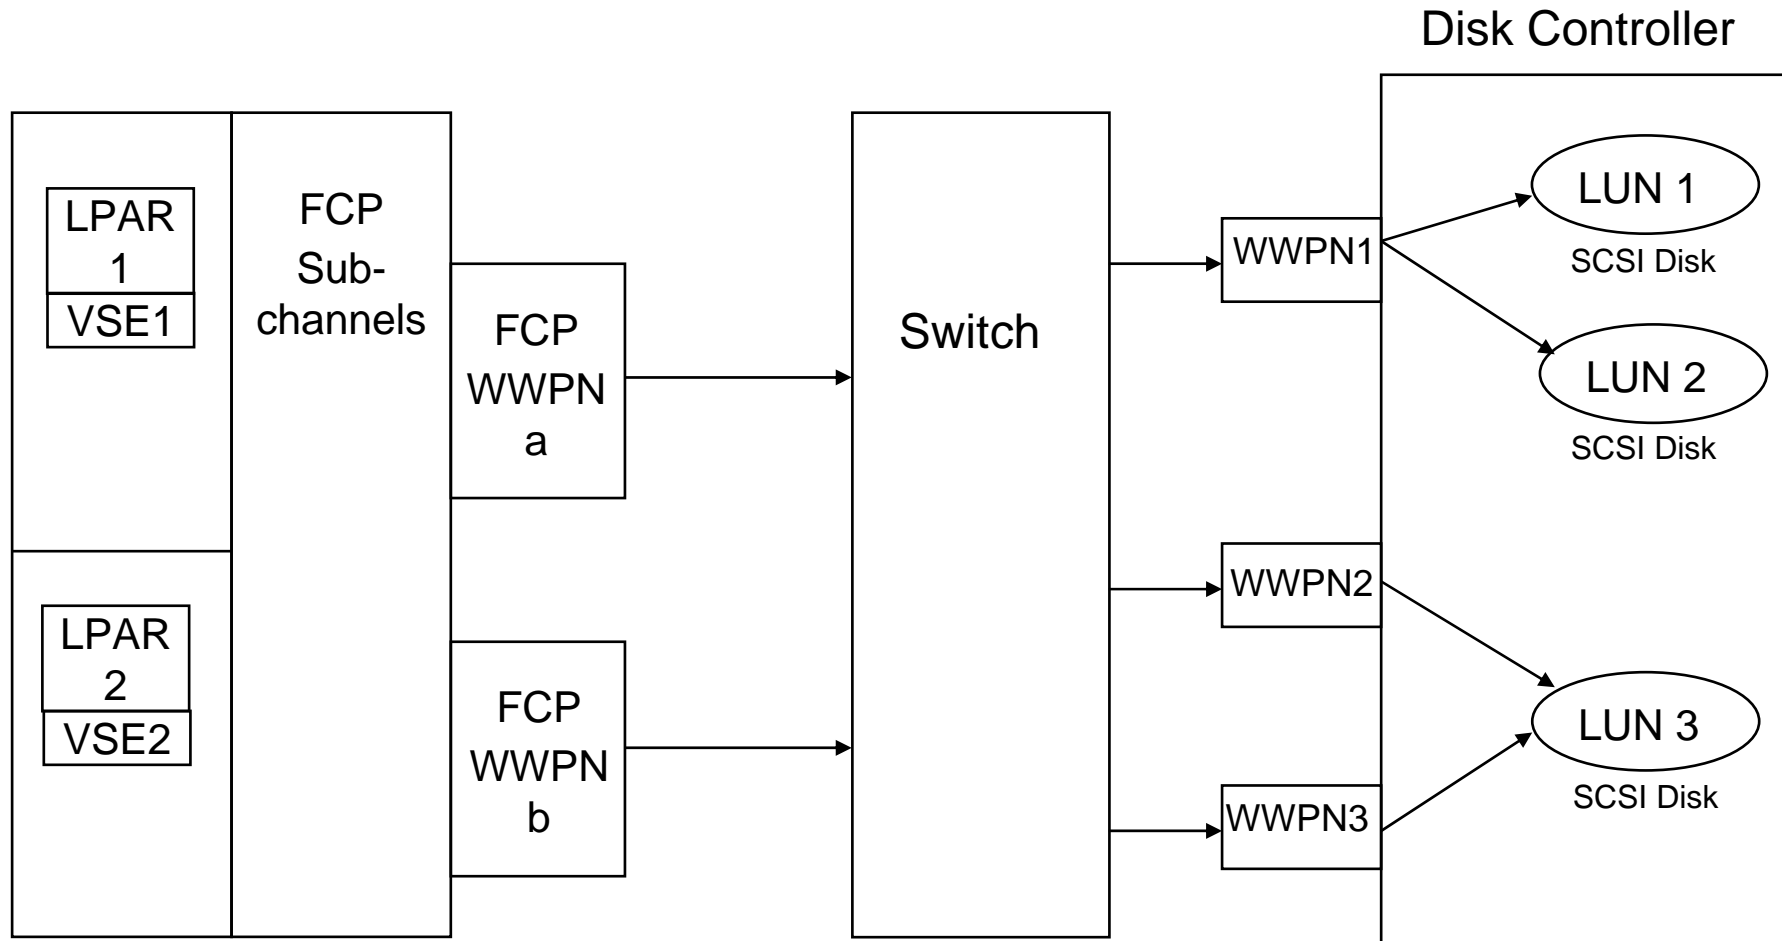 Disk Controller
LPAR
1
VSE1
LPAR
2
VSE2
FCP
Sub-
channels
FCP
WWPN
a
FCP
WWPN
b
Switch
WWPN1
WWPN2
WWPN3
LUN 1
SCSI Disk
LUN 2
SCSI Disk
LUN 3
SCSI Disk